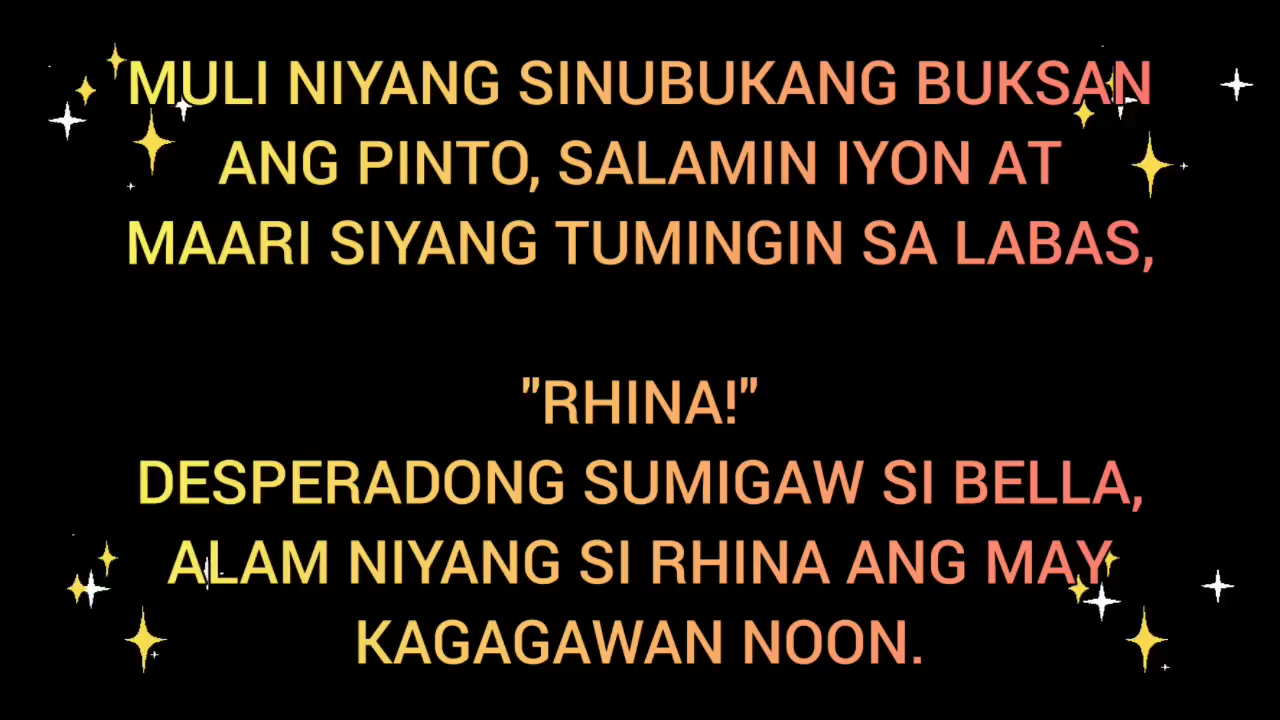 MULI NIYANG SINUBUKANG BUKSAN
ANG PINTO, SALAMIN IYON AT
MAARI SIYANG TUMINGIN SA LABAS,
"RHINA!"
DESPERADONG SUMIGAW SI BELLA,
ALAM NIYANG SI RHINA ANG MAY
KAGAGAWAN NOON.